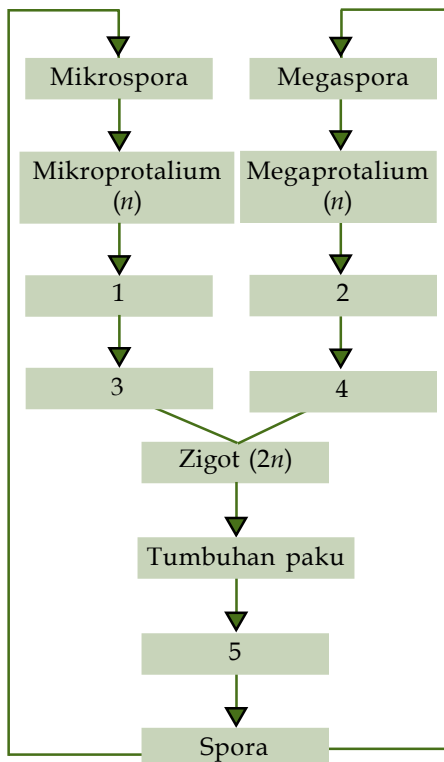 Mikrospora
Megaspora
Mikroprotalium
(n)
Megaprotalium
(n)
1
2
3
4
Zigot (2n)
Tumbuhan paku
5
Spora